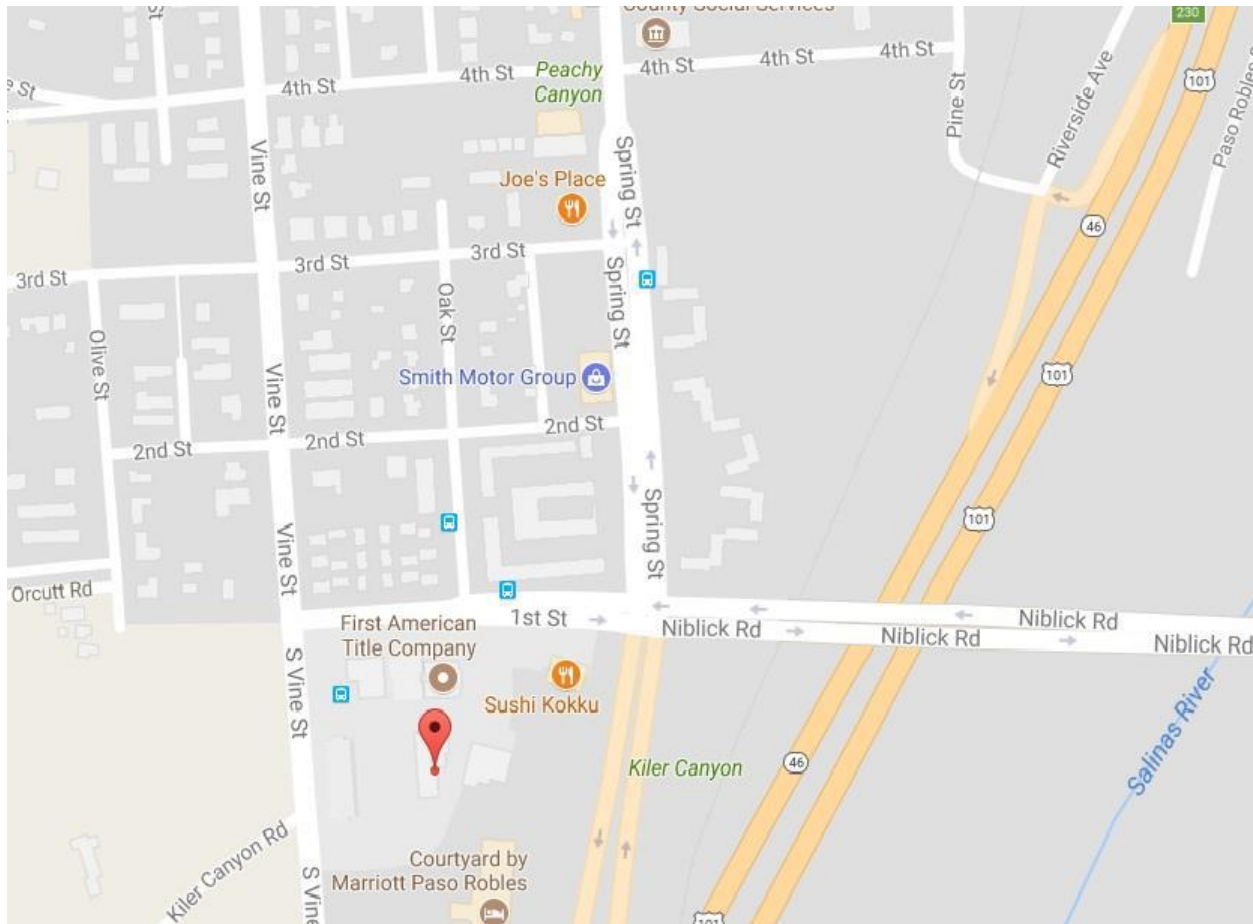 County Social Services
230
4th St
4th St
4th St
4th St
4th St
Peachy
Canyon
101
Pine St
Riverside Ave
Paso Robles
Vine St
Spring St
Joe's Place
46
3rd St
3rd St
3rd St
Spring St
Oak St
Olive St
Vine St
Smith Motor Group
101
2nd St
2nd St
2nd St
Vine St
Spring St
101
Orcutt Rd
First American
Title Company
1st St
Niblick Rd
Niblick Rd
Niblick Rd
Niblick Rd
S Vine St
Sushi Kokku
Salinas River
Kiler Canyon
46
Kiler Canyon Rd
S Vine
Courtyard by
Marriott Paso Robles
101